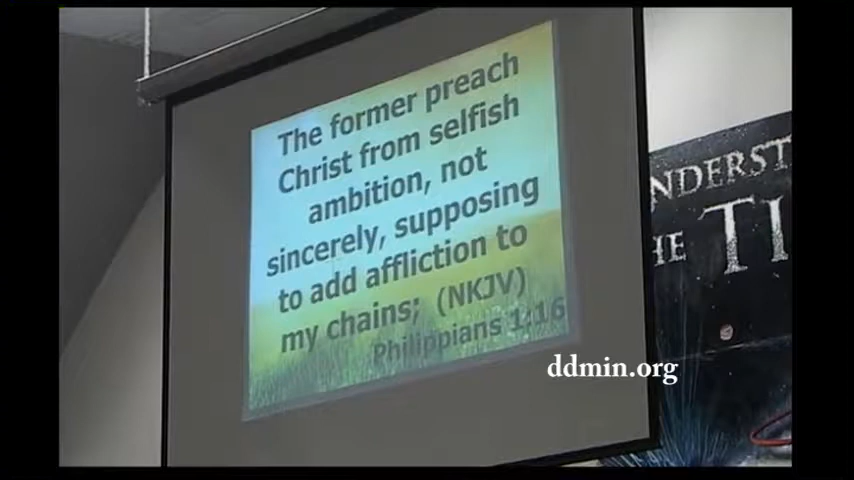 The former preach
Christ from selfish
ambition, not
sincerely, supposing
to add affliction to
my chains; (NKJV)
Philippians 1:16
ddmin.org
NDERST
HE TI